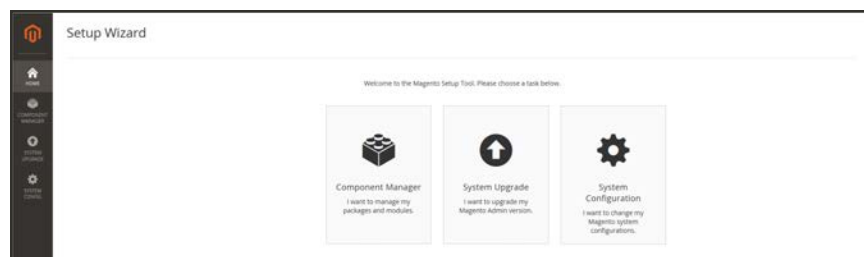 Setup Wizard
HOME
COMPONENT
MANAGER
SYSTEM
UPGRADE
SYSTEM
CONFIG
Welcome to the Magento Setup Tool. Please choose a task below.
Component Manager
I want to manage my
packages and modules.
System Upgrade
I want to upgrade my
Magento Admin version.
System
Configuration
I want to change my
Magento system
configurations.